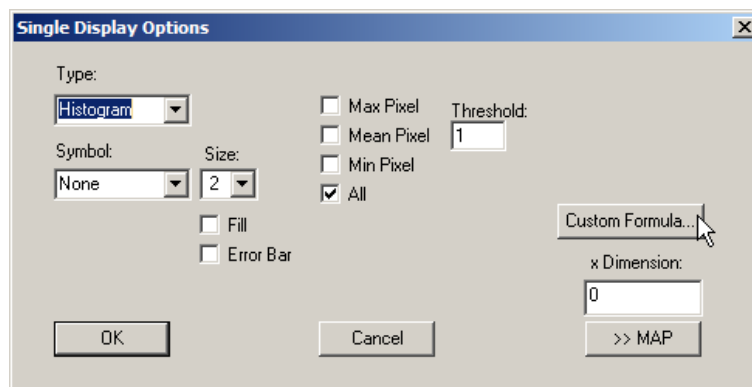 Single Display Options
Type:
Histogram
Symbol:
None
Size:
2
Fill
Error Bar
Max Pixel
Mean Pixel
Min Pixel
All
Threshold:
1
Custom Formula...
x Dimension:
0
OK
Cancel
>> MAP